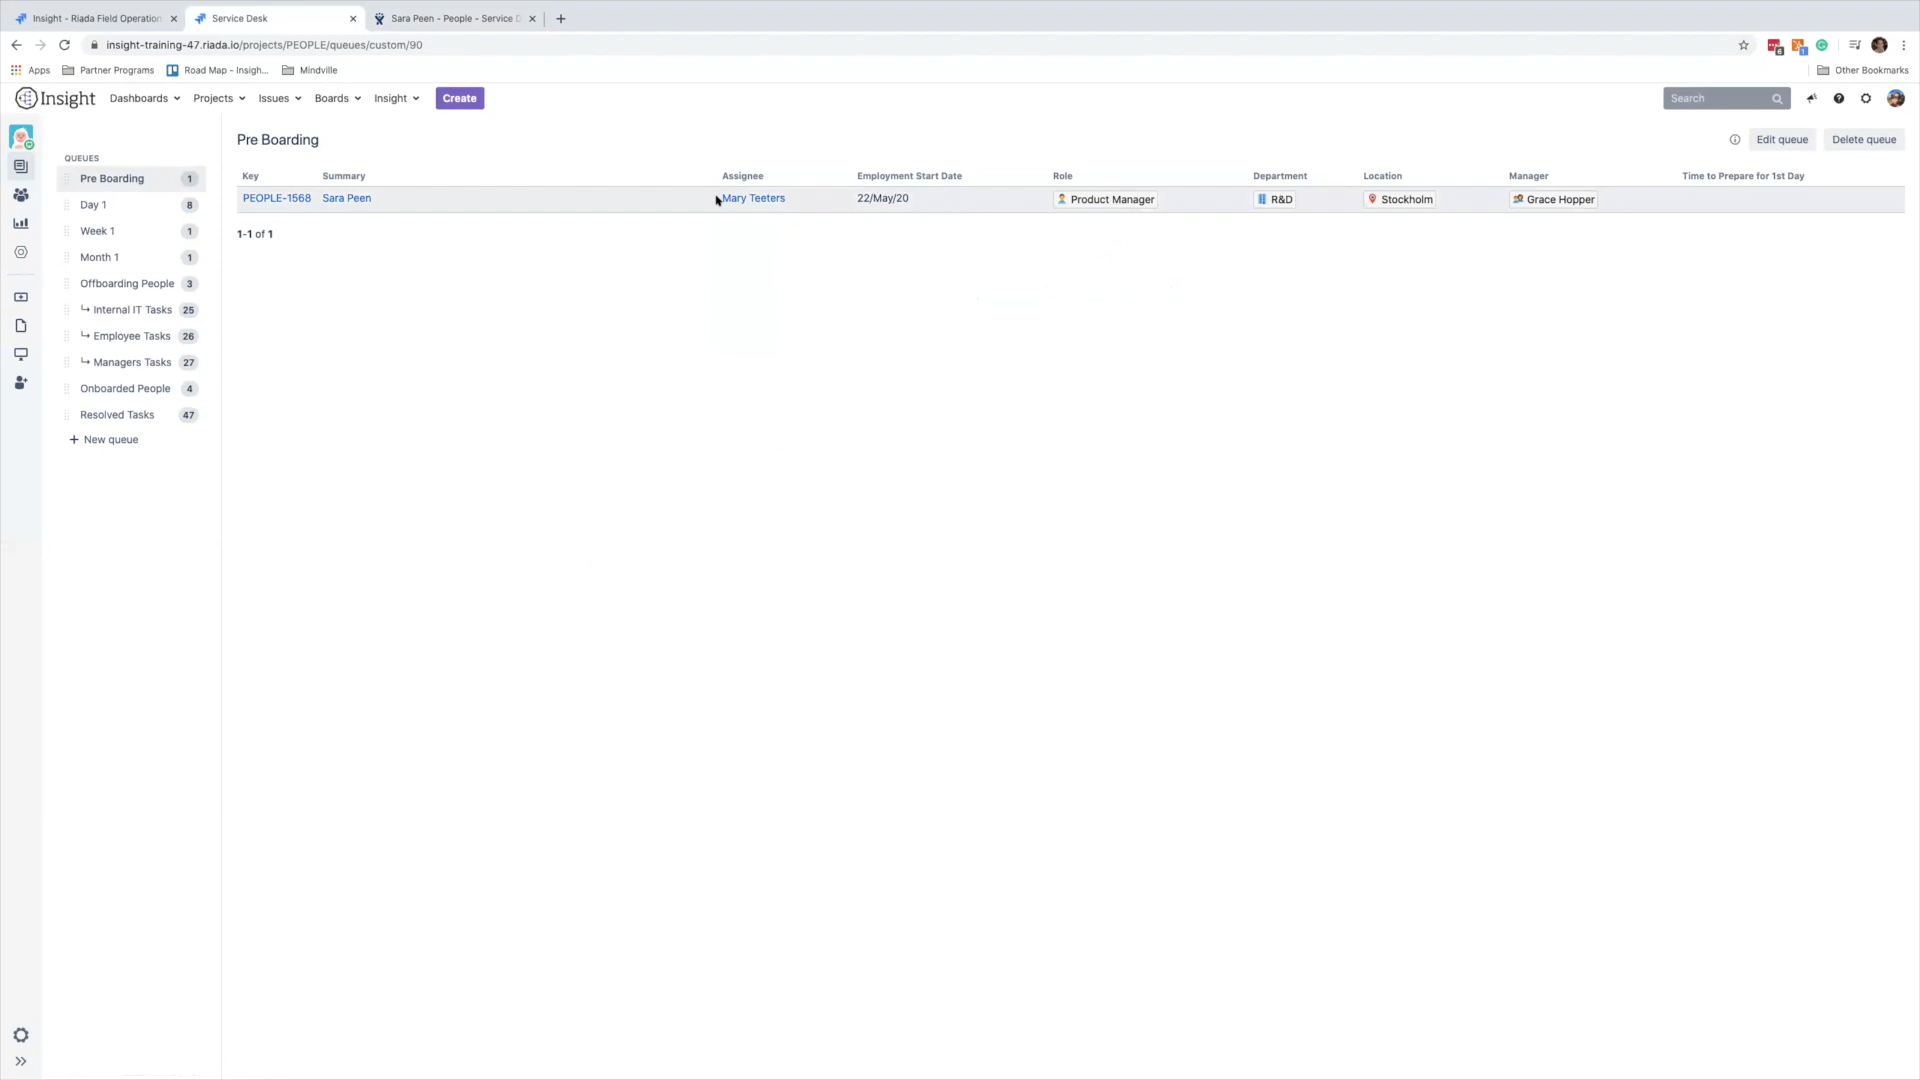 Insight - Riada Field Operation
Service Desk
Sara Peen - People - Service D
insight-training-47.riada.io/projects/PEOPLE/queues/custom/90
6
1
Apps
Partner Programs
Road Map - Insigh...
Mindville
Other Bookmarks
Insight
Dashboards
Projects
Issues
Boards
Insight
Create
Search
QUEUES
Pre Boarding 1
Day 1 8
Week 1 1
Month 1 1
Offboarding People 3
Internal IT Tasks 25
Employee Tasks 26
Managers Tasks 27
Onboarded People 4
Resolved Tasks 47
+ New queue
Pre Boarding
Edit queue
Delete queue
Key Summary Assignee Employment Start Date Role Department Location Manager Time to Prepare for 1st Day
PEOPLE-1568 Sara Peen Mary Teeters 22/May/20 Product Manager R&D Stockholm Grace Hopper
1-1 of 1